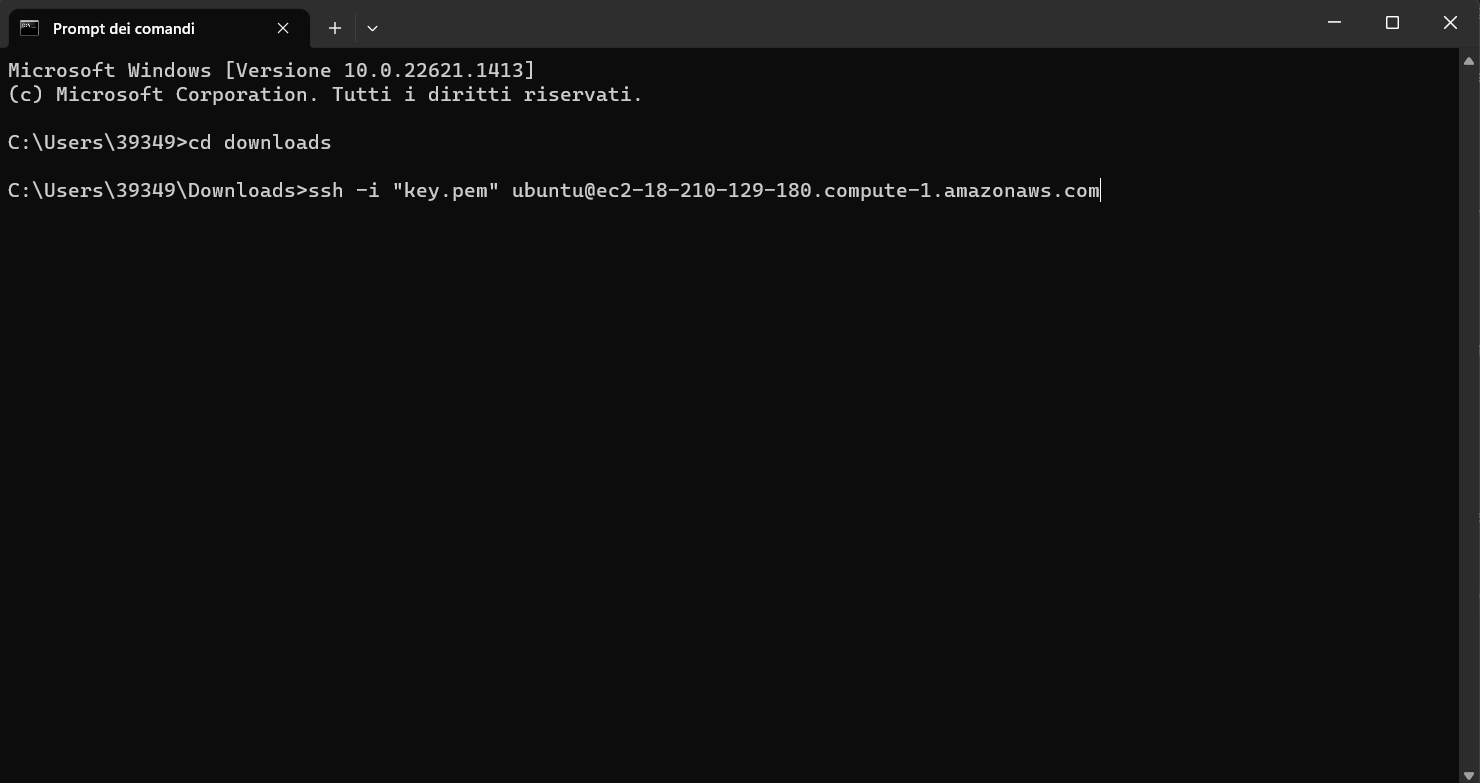 Prompt dei comandi
Microsoft Windows [Versione 10.0.22621.1413]
(c) Microsoft Corporation. Tutti i diritti riservati.
C:\Users\39349>cd downloads
C:\Users\39349\Downloads>ssh -i "key.pem" ubuntu@ec2-18-210-129-180.compute-1.amazonaws.com